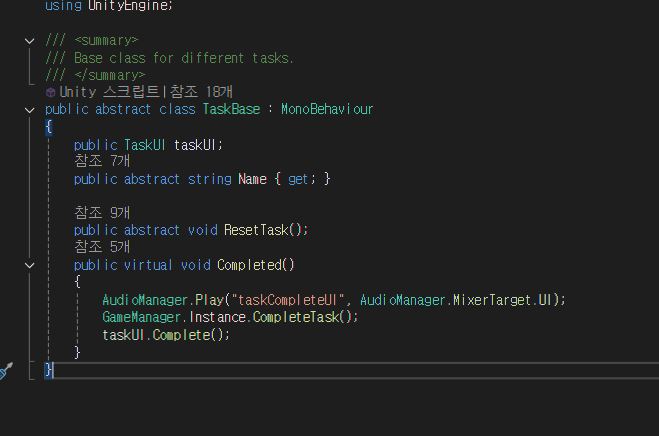 using UnityEngine;
/// <summary>
/// Base class for different tasks.
/// </summary>
Unity 스크립트|참조 18개
public abstract class TaskBase : MonoBehaviour
{
public TaskUI taskUI;
참조 7개
public abstract string Name { get; }
참조 9개
public abstract void ResetTask();
참조 5개
public virtual void Completed()
{
AudioManager.Play("taskCompleteUI", AudioManager.MixerTarget.UI);
GameManager.Instance.CompleteTask();
taskUI.Complete();
}
}